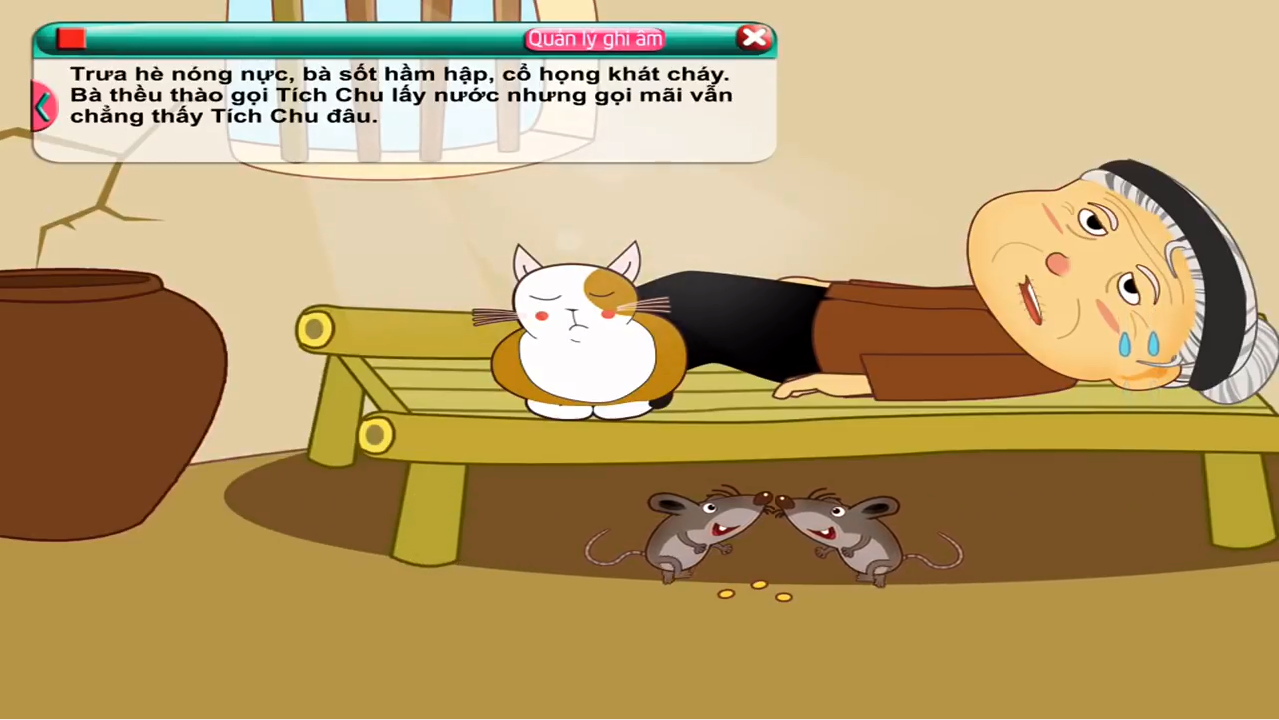 Quản lý ghi âm
Trưa hè nóng nực, bà sốt hầm hập, cổ họng khát cháy.
Bà thều thào gọi Tích Chu lấy nước nhưng gọi mãi vẫn
chẳng thấy Tích Chu đâu.